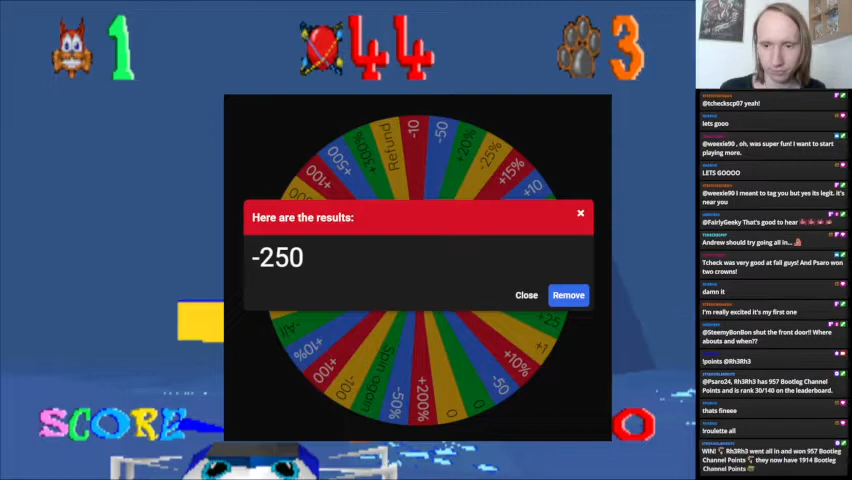 1
44
3
Refund
-10
-50
+20%
-25%
+15%
+10
+300%
+500
+100
Here are the results:
×
-250
Close
Remove
-All-
+10%
+100
-100
Spin again
-50%
+200%
0
0
-50
+10%
+1
+25
SCORE
0
@tcheckscp07 yeah!
lets gooo
@weexie90 , oh, was super fun! I want to start
playing more.
LETS GOOOO
@weexie90 I meant to tag you but yes its legit. it's
near you
@FairlyGeeky That's good to hear
Andrew should try going all in...
Tcheck was very good at fall guys! And Psaro won
two crowns!
damn it
I'm really excited it's my first one
@SteemyBonBon shut the front door!! Where
abouts and when??
!points @Rh3Rh3
@Psaro24, Rh3Rh3 has 957 Bootleg Channel
Points and is rank 30/140 on the leaderboard.
thats fineee
!roulette all
WIN! Rh3Rh3 went all in and won 957 Bootleg
Channel Points they now have 1914 Bootleg
Channel Points